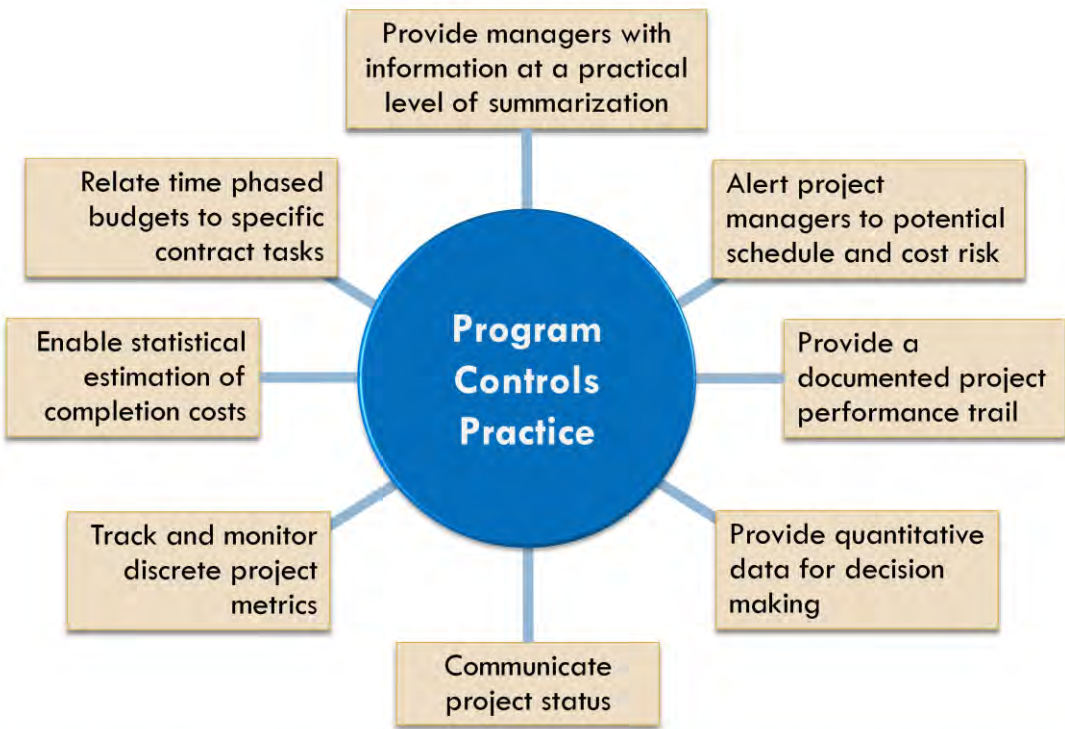 Provide managers with
information at a practical
level of summarization
Relate time phased
budgets to specific
contract tasks
Alert project
managers to potential
schedule and cost risk
Enable statistical
estimation of
completion costs
Program
Controls
Practice
Provide a
documented project
performance trail
Track and monitor
discrete project
metrics
Provide quantitative
data for decision
making
Communicate
project status